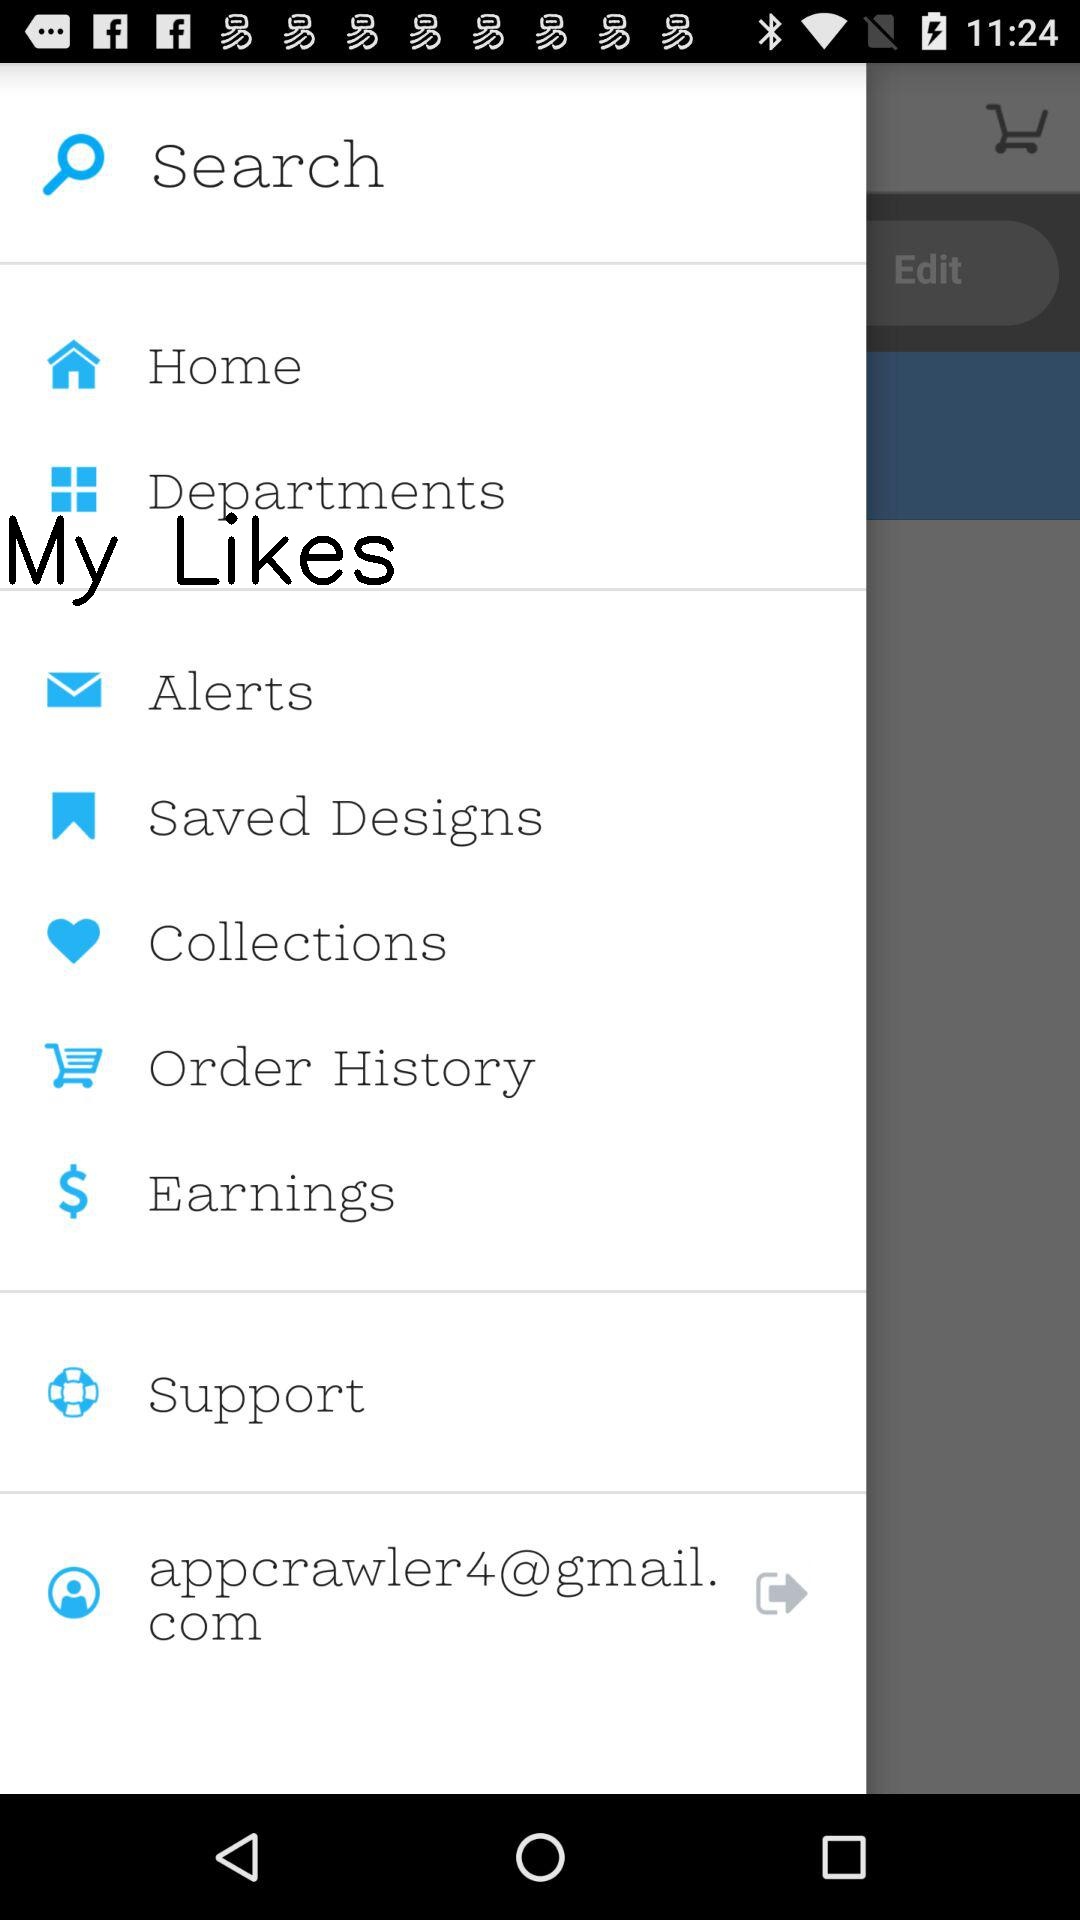 11:24
Search
Edit
Home
Departments
My Likes
Alerts
Saved Designs
Collections
Order History
Earnings
Support
appcrawler4@gmail.
com